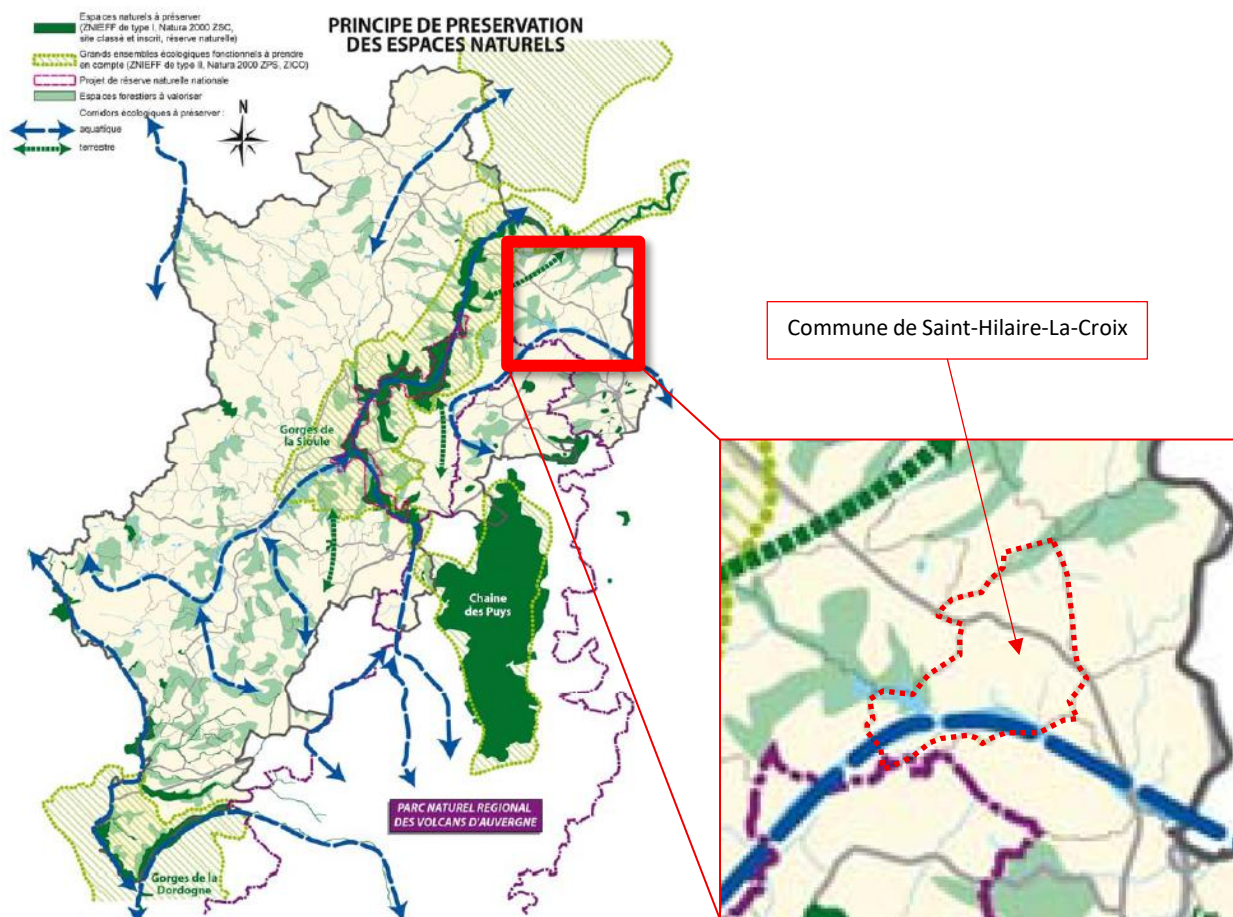 Espaces naturels à préserver
(ZNIEFF de type I, Natura 2000 ZSC,
site classé et inscrit, réserve naturelle)
Grands ensembles écologiques fonctionnels à prendre
en compte (ZNIEFF de type II, Natura 2000 ZPS, ZICO)
Projet de réserve naturelle nationale
Espaces forestiers à valoriser
Corridors écologiques à préserver :
aquatique
terrestre
N
PRINCIPE DE PRESERVATION
DES ESPACES NATURELS
Commune de Saint-Hilaire-La-Croix
Gorges de
la Sioule
Chaîne
des Puys
PARC NATUREL REGIONAL
DES VOLCANS D'AUVERGNE
Gorges de la
Dordogne